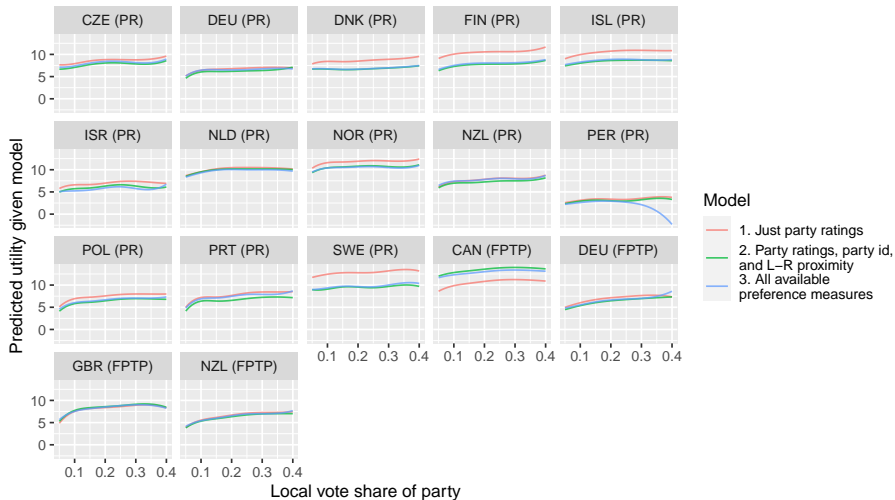 CZE (PR) DEU (PR) DNK (PR) FIN (PR) ISL (PR)
10
5
0
ISR (PR) NLD (PR) NOR (PR) NZL (PR) PER (PR)
10
5
0
POL (PR) PRT (PR) SWE (PR) CAN (FPTP) DEU (FPTP)
10
5
0
0.1 0.2 0.3 0.4 0.1 0.2 0.3 0.4 0.1 0.2 0.3 0.4
GBR (FPTP) NZL (FPTP)
10
5
0
0.1 0.2 0.3 0.4 0.1 0.2 0.3 0.4
Local vote share of party
Predicted utility given model
Model
1. Just party ratings
2. Party ratings, party id,
and L−R proximity
3. All available
preference measures